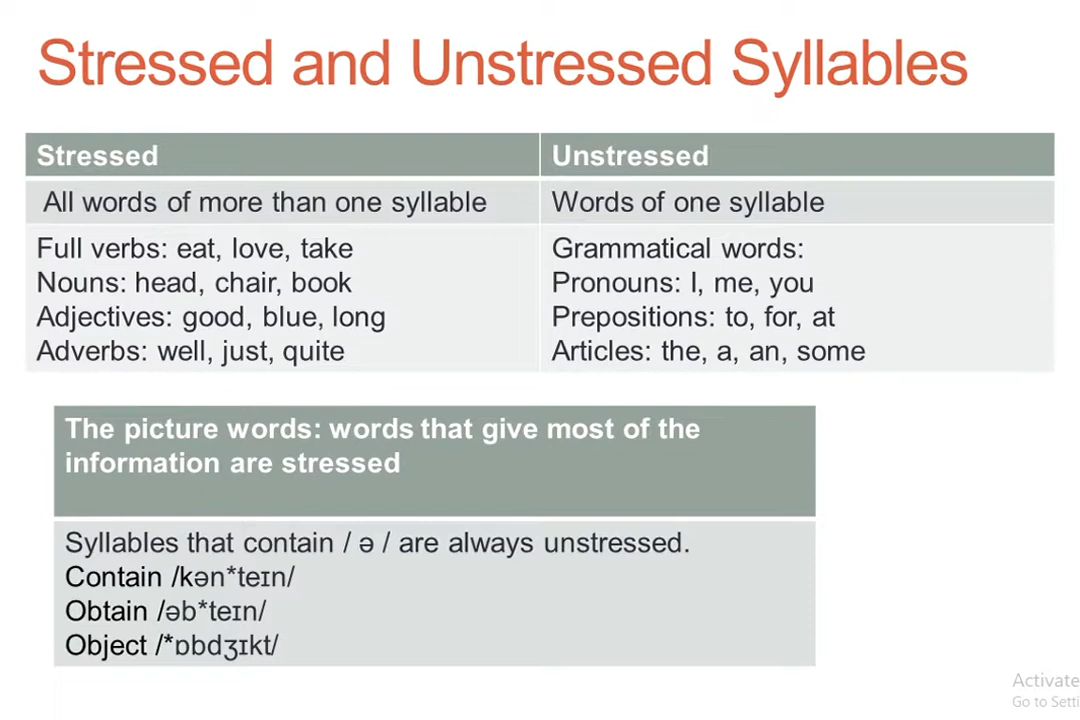 Stressed and Unstressed Syllables
Stressed
Unstressed
All words of more than one syllable
Words of one syllable
Full verbs: eat, love, take
Nouns: head, chair, book
Adjectives: good, blue, long
Adverbs: well, just, quite
Grammatical words:
Pronouns: I, me, you
Prepositions: to, for, at
Articles: the, a, an, some
The picture words: words that give most of the
information are stressed
Syllables that contain / ə / are always unstressed.
Contain /kən*teɪn/
Obtain /əb*teɪn/
Object /*ɒbdʒɪkt/
Activate
Go to Setti